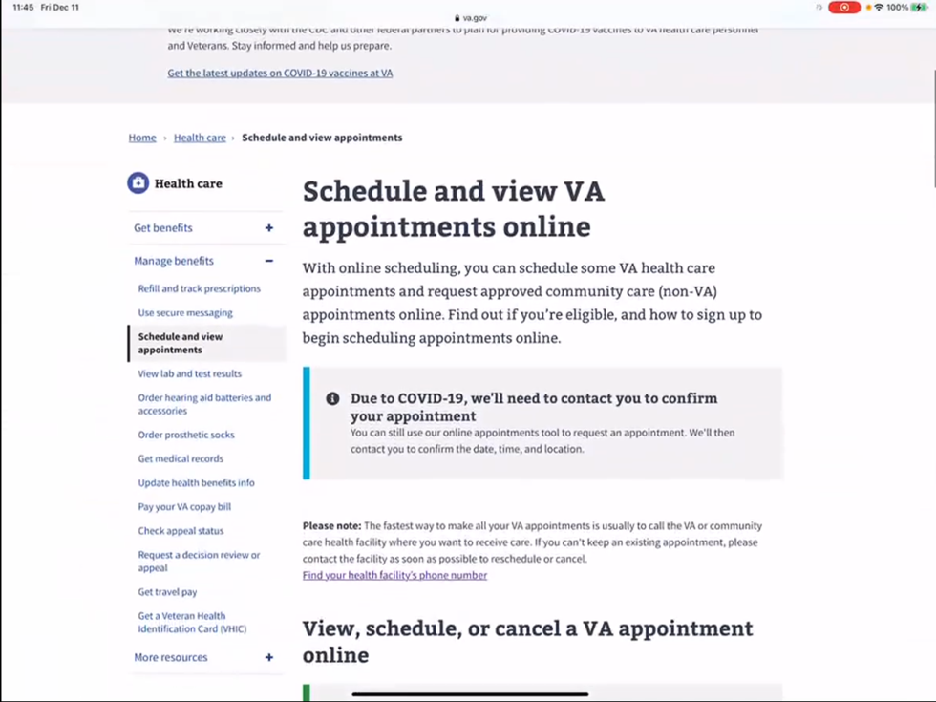 11:45 Fri Dec 11
va.gov
100%
We're working closely with the CDC and other federal partners to plan for providing COVID-19 vaccines to VA health care personnel
and Veterans. Stay informed and help us prepare.
Get the latest updates on COVID-19 vaccines at VA
Home › Health care › Schedule and view appointments
Health care
Get benefits +
Manage benefits −
Refill and track prescriptions
Use secure messaging
Schedule and view
appointments
View lab and test results
Order hearing aid batteries and
accessories
Order prosthetic socks
Get medical records
Update health benefits info
Pay your VA copay bill
Check appeal status
Request a decision review or
appeal
Get travel pay
Get a Veteran Health
Identification Card (VHIC)
More resources +
Schedule and view VA
appointments online
With online scheduling, you can schedule some VA health care
appointments and request approved community care (non-VA)
appointments online. Find out if you're eligible, and how to sign up to
begin scheduling appointments online.
Due to COVID-19, we'll need to contact you to confirm
your appointment
You can still use our online appointments tool to request an appointment. We'll then
contact you to confirm the date, time, and location.
Please note: The fastest way to make all your VA appointments is usually to call the VA or community
care health facility where you want to receive care. If you can't keep an existing appointment, please
contact the facility as soon as possible to reschedule or cancel.
Find your health facility's phone number
View, schedule, or cancel a VA appointment
online